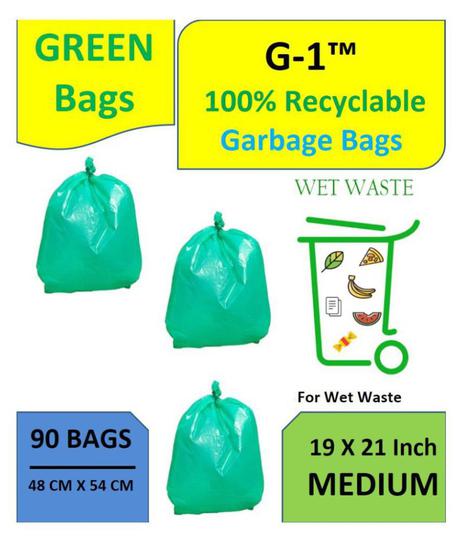 GREEN
Bags
G-1™
100% Recyclable
Garbage Bags
WET WASTE
For Wet Waste
90 BAGS
48 CM X 54 CM
19 X 21 Inch
MEDIUM